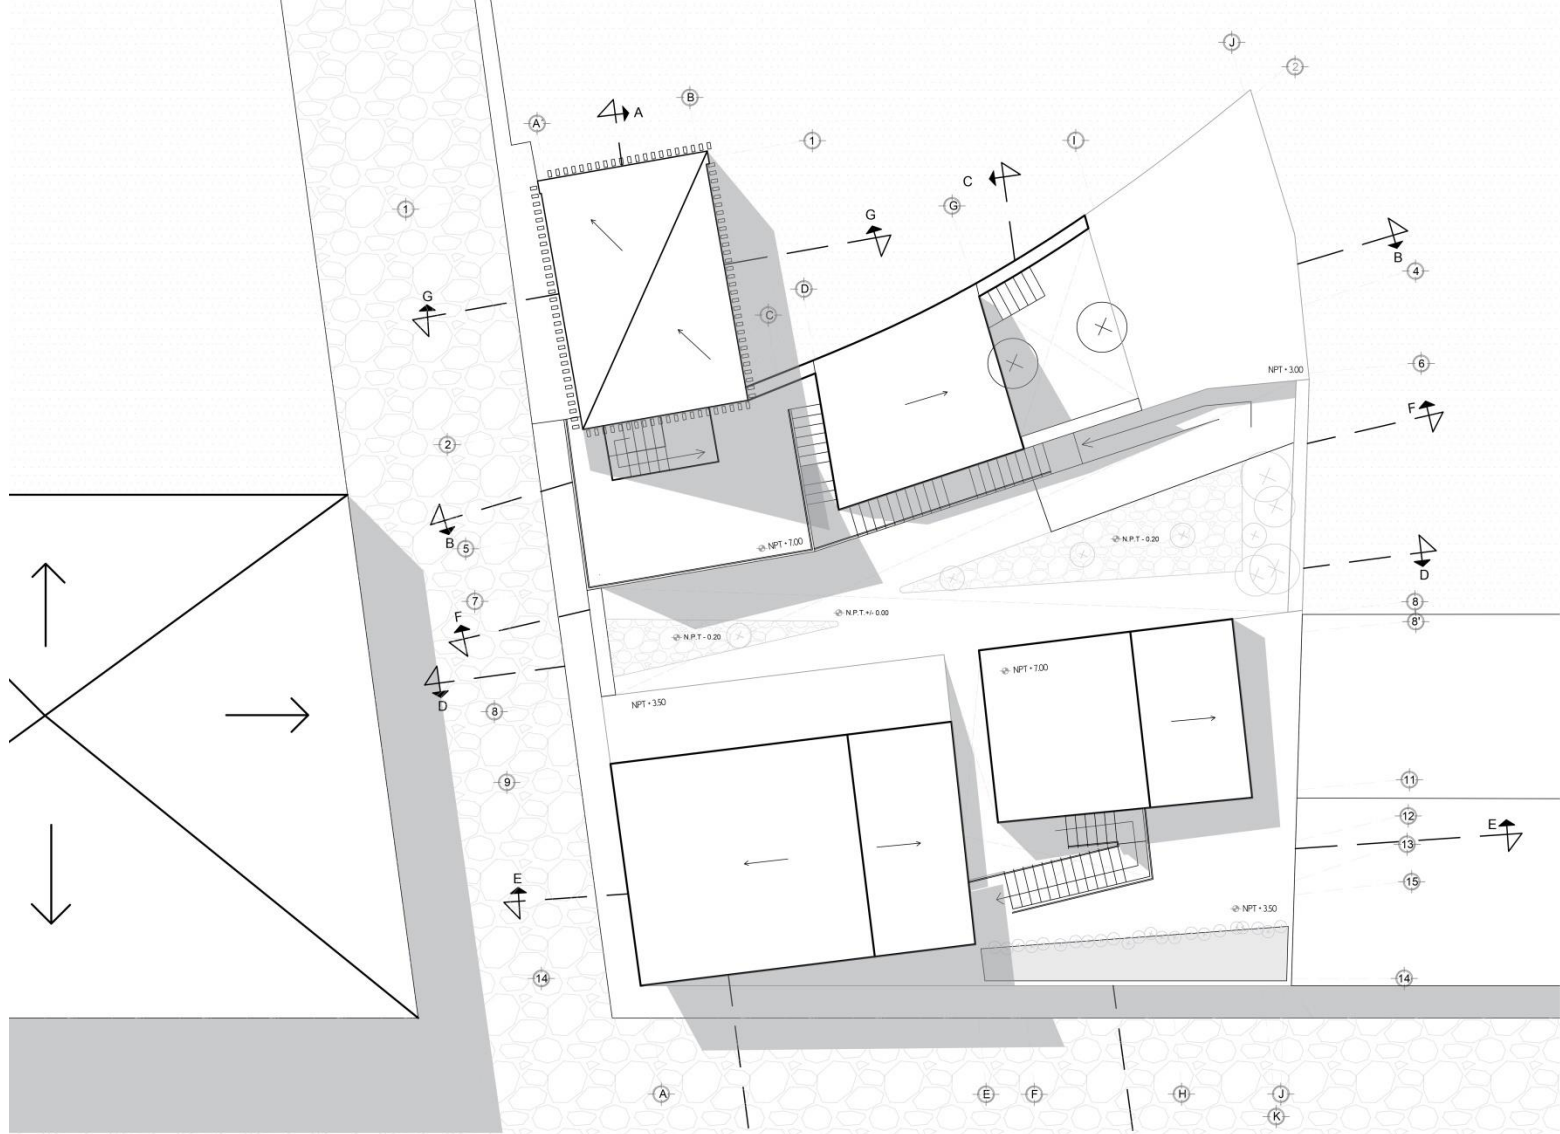 J
2
B
A
A'
1
I
C
G
G
1
B
4
D
G
C
6
NPT + 3.00
F
2
B
5
NPT + 7.00
N.P.T - 0.20
D
7
F
N.P.T.+/- 0.00
8
8'
N.P.T - 0.20
NPT + 7.00
D
NPT + 3.50
8
9
11
12
E
13
E
15
NPT + 3.50
14
14
A
E
F
H
J
K